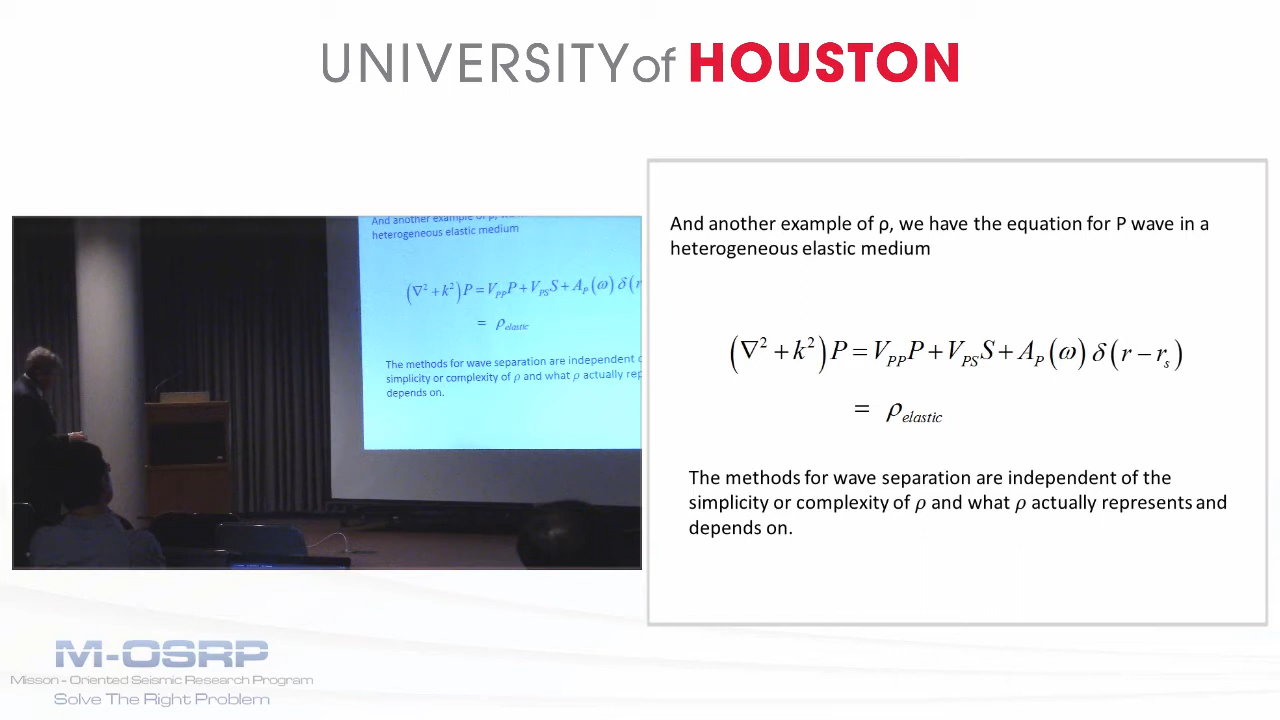 UNIVERSITY of HOUSTON
And another example of ρ, we
heterogeneous elastic medium
(∇² + k²) P = V_PP P + V_PS S + A_P (ω) δ (r
= ρ_elastic
The methods for wave separation are independent
simplicity or complexity of ρ and what ρ actually rep
depends on.
And another example of ρ, we have the equation for P wave in a
heterogeneous elastic medium
(∇² + k²) P = V_PP P + V_PS S + A_P (ω) δ (r − r_s)
= ρ_elastic
The methods for wave separation are independent of the
simplicity or complexity of ρ and what ρ actually represents and
depends on.
M-OSRP
Misson - Oriented Seismic Research Program
Solve The Right Problem